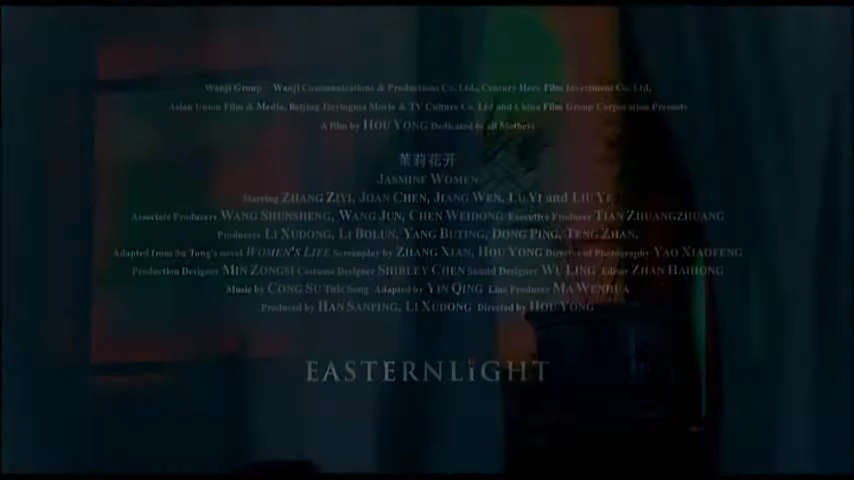 Wanji Group / Wanji Communications & Productions Co. Ltd., Century Hero Film Investment Co. Ltd,
Asian Union Film & Media, Beijing Jinyingma Movie & TV Culture Co. Ltd and China Film Group Corporation Presents
A film by HOU YONG Dedicated to all Mothers
茉莉花开
JASMINE WOMEN
Starring ZHANG ZIYI, JOAN CHEN, JIANG WEN, LU YI and LIU YE
Associate Producers WANG SHUNSHENG, WANG JUN, CHEN WEIDONG Executive Producer TIAN ZHUANGZHUANG
Producers LI XUDONG, LI BOLUN, YANG BUTING, DONG PING, TENG ZHAN,
Adapted from Su Tong's novel WOMEN'S LIFE Screenplay by ZHANG XIAN, HOU YONG Director of Photography YAO XIAOFENG
Production Designer MIN ZONGSI Costume Designer SHIRLEY CHEN Sound Designer WU LING Editor ZHAN HAIHONG
Music by CONG SU Title Song Adapted by YIN QING Line Producer MA WENHUA
Produced by HAN SANPING, LI XUDONG Directed by HOU YONG
EASTERNLiGHT